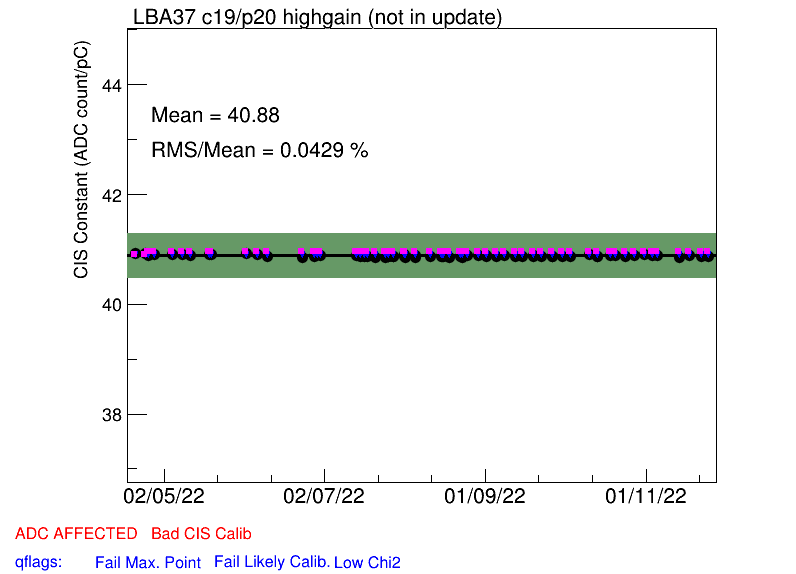 LBA37 c19/p20 highgain (not in update)
CIS Constant (ADC count/pC)
44
Mean = 40.88
RMS/Mean = 0.0429 %
42
40
38
02/05/22 02/07/22 01/09/22 01/11/22
ADC AFFECTED Bad CIS Calib
qflags: Fail Max. Point Fail Likely Calib. Low Chi2